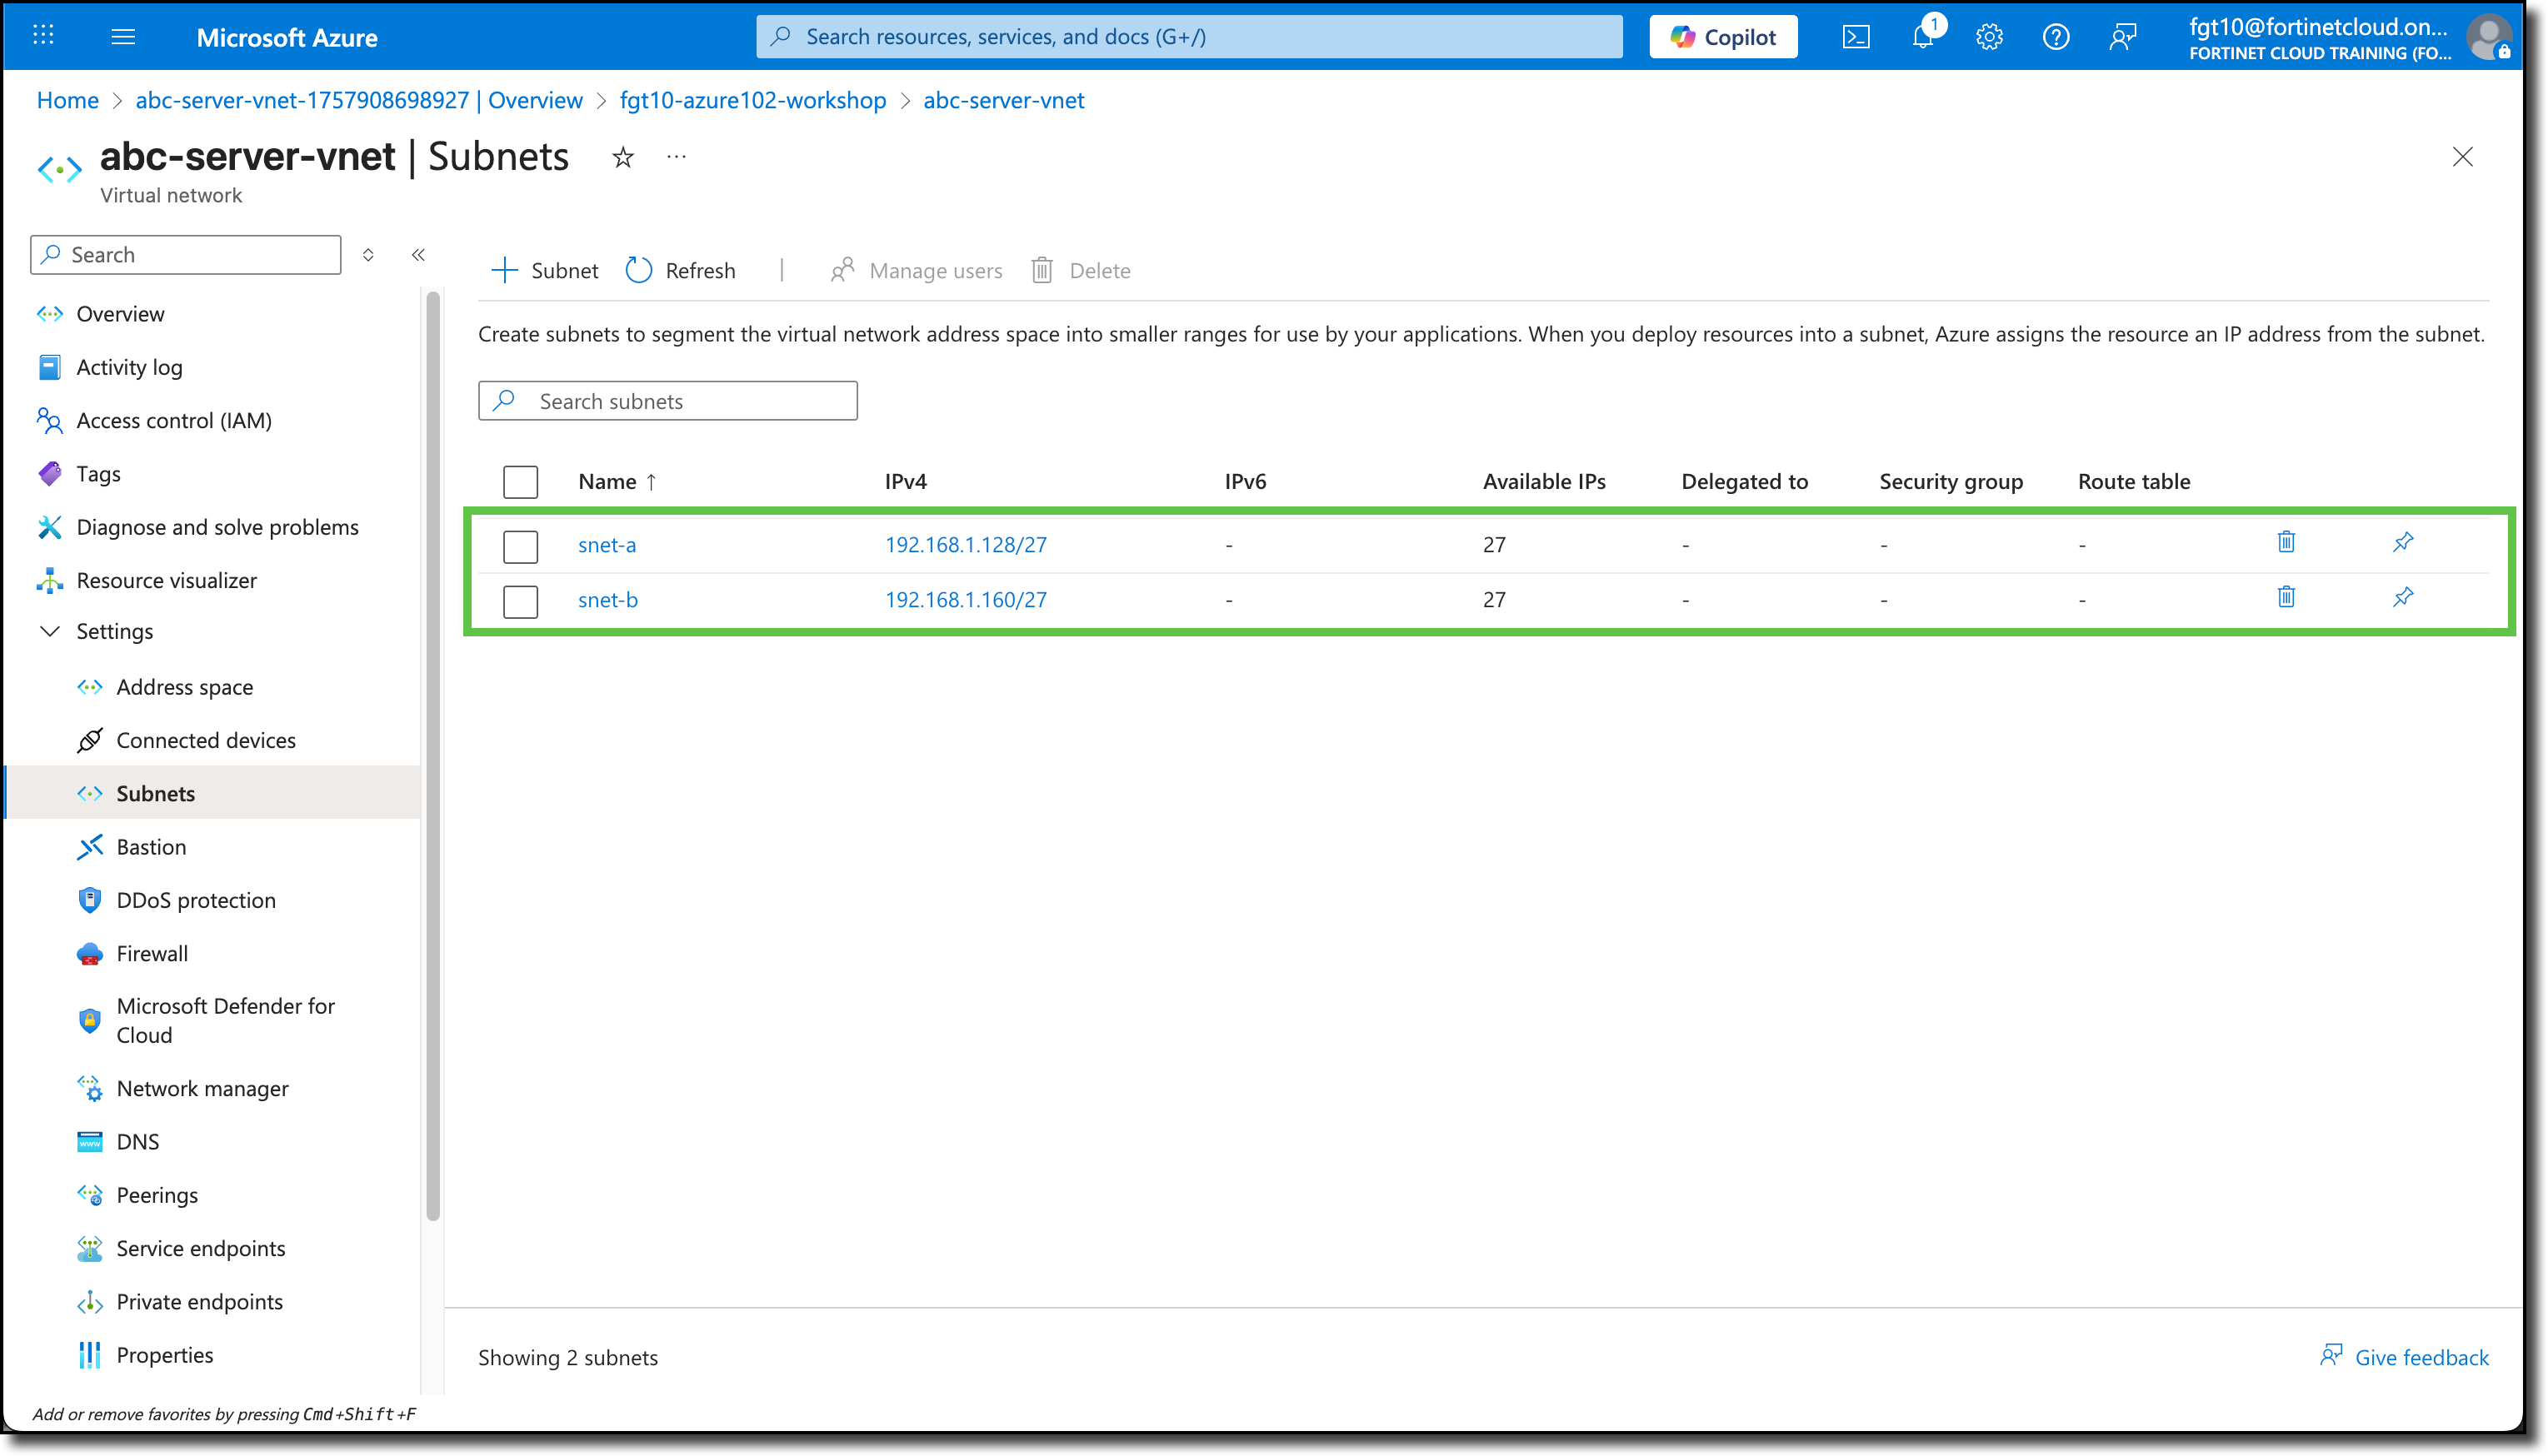 Microsoft Azure
Search resources, services, and docs (G+/)
Copilot
1
fgt10@fortinetcloud.on...
FORTINET CLOUD TRAINING (FO...
Home > abc-server-vnet-1757908698927 | Overview > fgt10-azure102-workshop > abc-server-vnet
abc-server-vnet | Subnets
Virtual network
Search
Overview
Activity log
Access control (IAM)
Tags
Diagnose and solve problems
Resource visualizer
Settings
Address space
Connected devices
Subnets
Bastion
DDoS protection
Firewall
Microsoft Defender for
Cloud
Network manager
DNS
Peerings
Service endpoints
Private endpoints
Properties
Add or remove favorites by pressing Cmd+Shift+F
Subnet Refresh | Manage users Delete
Create subnets to segment the virtual network address space into smaller ranges for use by your applications. When you deploy resources into a subnet, Azure assigns the resource an IP address from the subnet.
Search subnets
Name ↑ IPv4 IPv6 Available IPs Delegated to Security group Route table
snet-a 192.168.1.128/27 - 27 - - -
snet-b 192.168.1.160/27 - 27 - - -
Showing 2 subnets
Give feedback